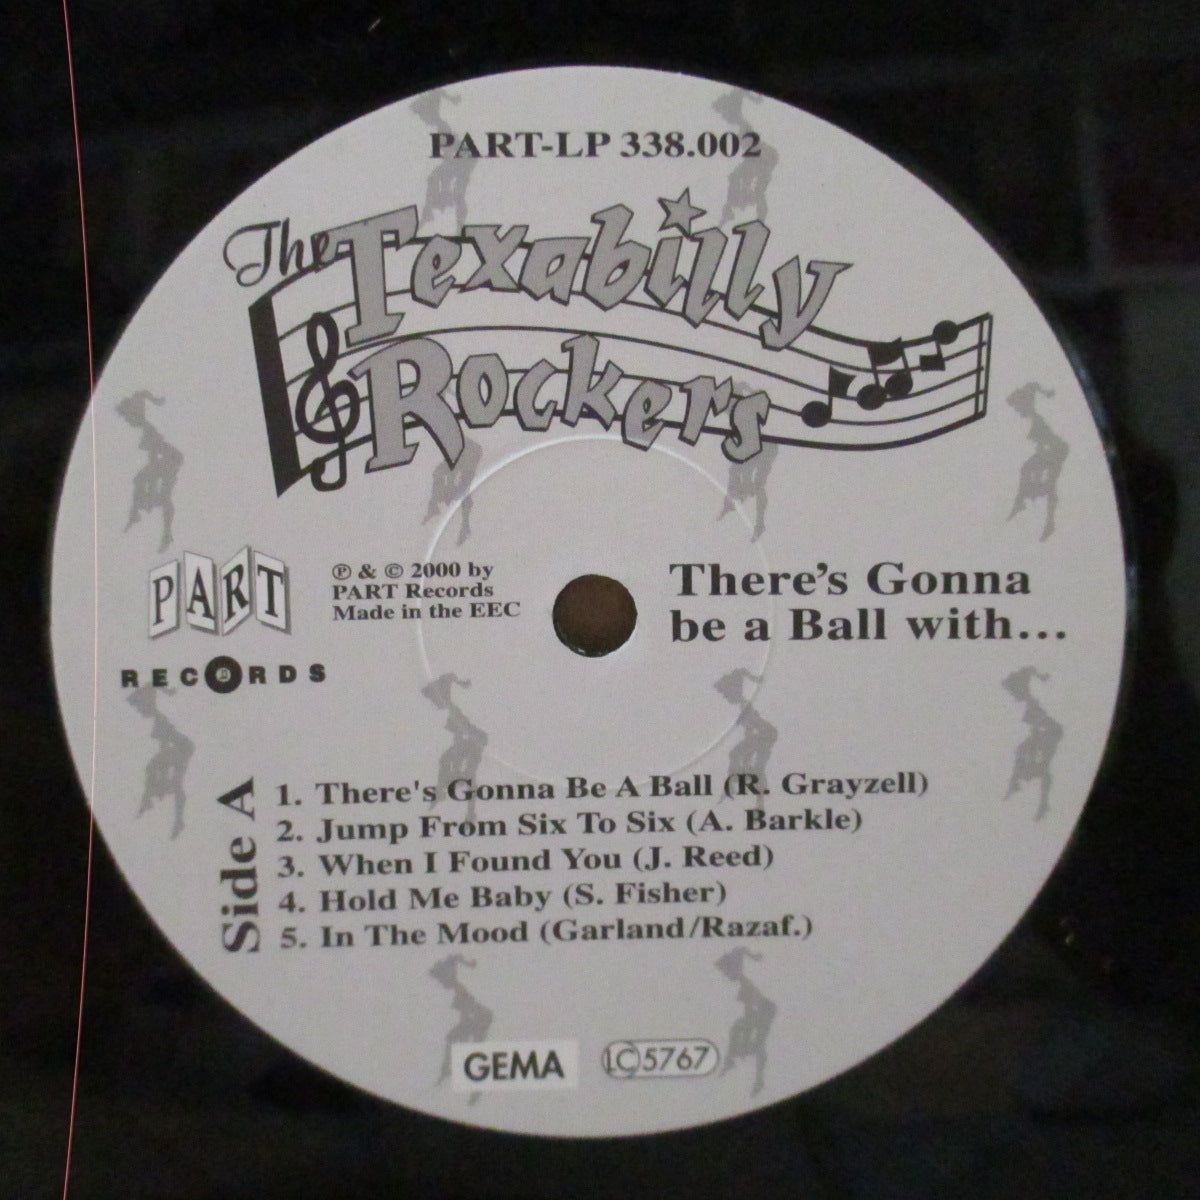 PART-LP 338.002
The Texabilly
Rockers
PART
RECORDS
℗ & © 2000 by
PART Records
Made in the EEC
There's Gonna
be a Ball with...
Side A
1. There's Gonna Be A Ball (R. Grayzell)
2. Jump From Six To Six (A. Barkle)
3. When I Found You (J. Reed)
4. Hold Me Baby (S. Fisher)
5. In The Mood (Garland/Razaf.)
GEMA
LC 5767